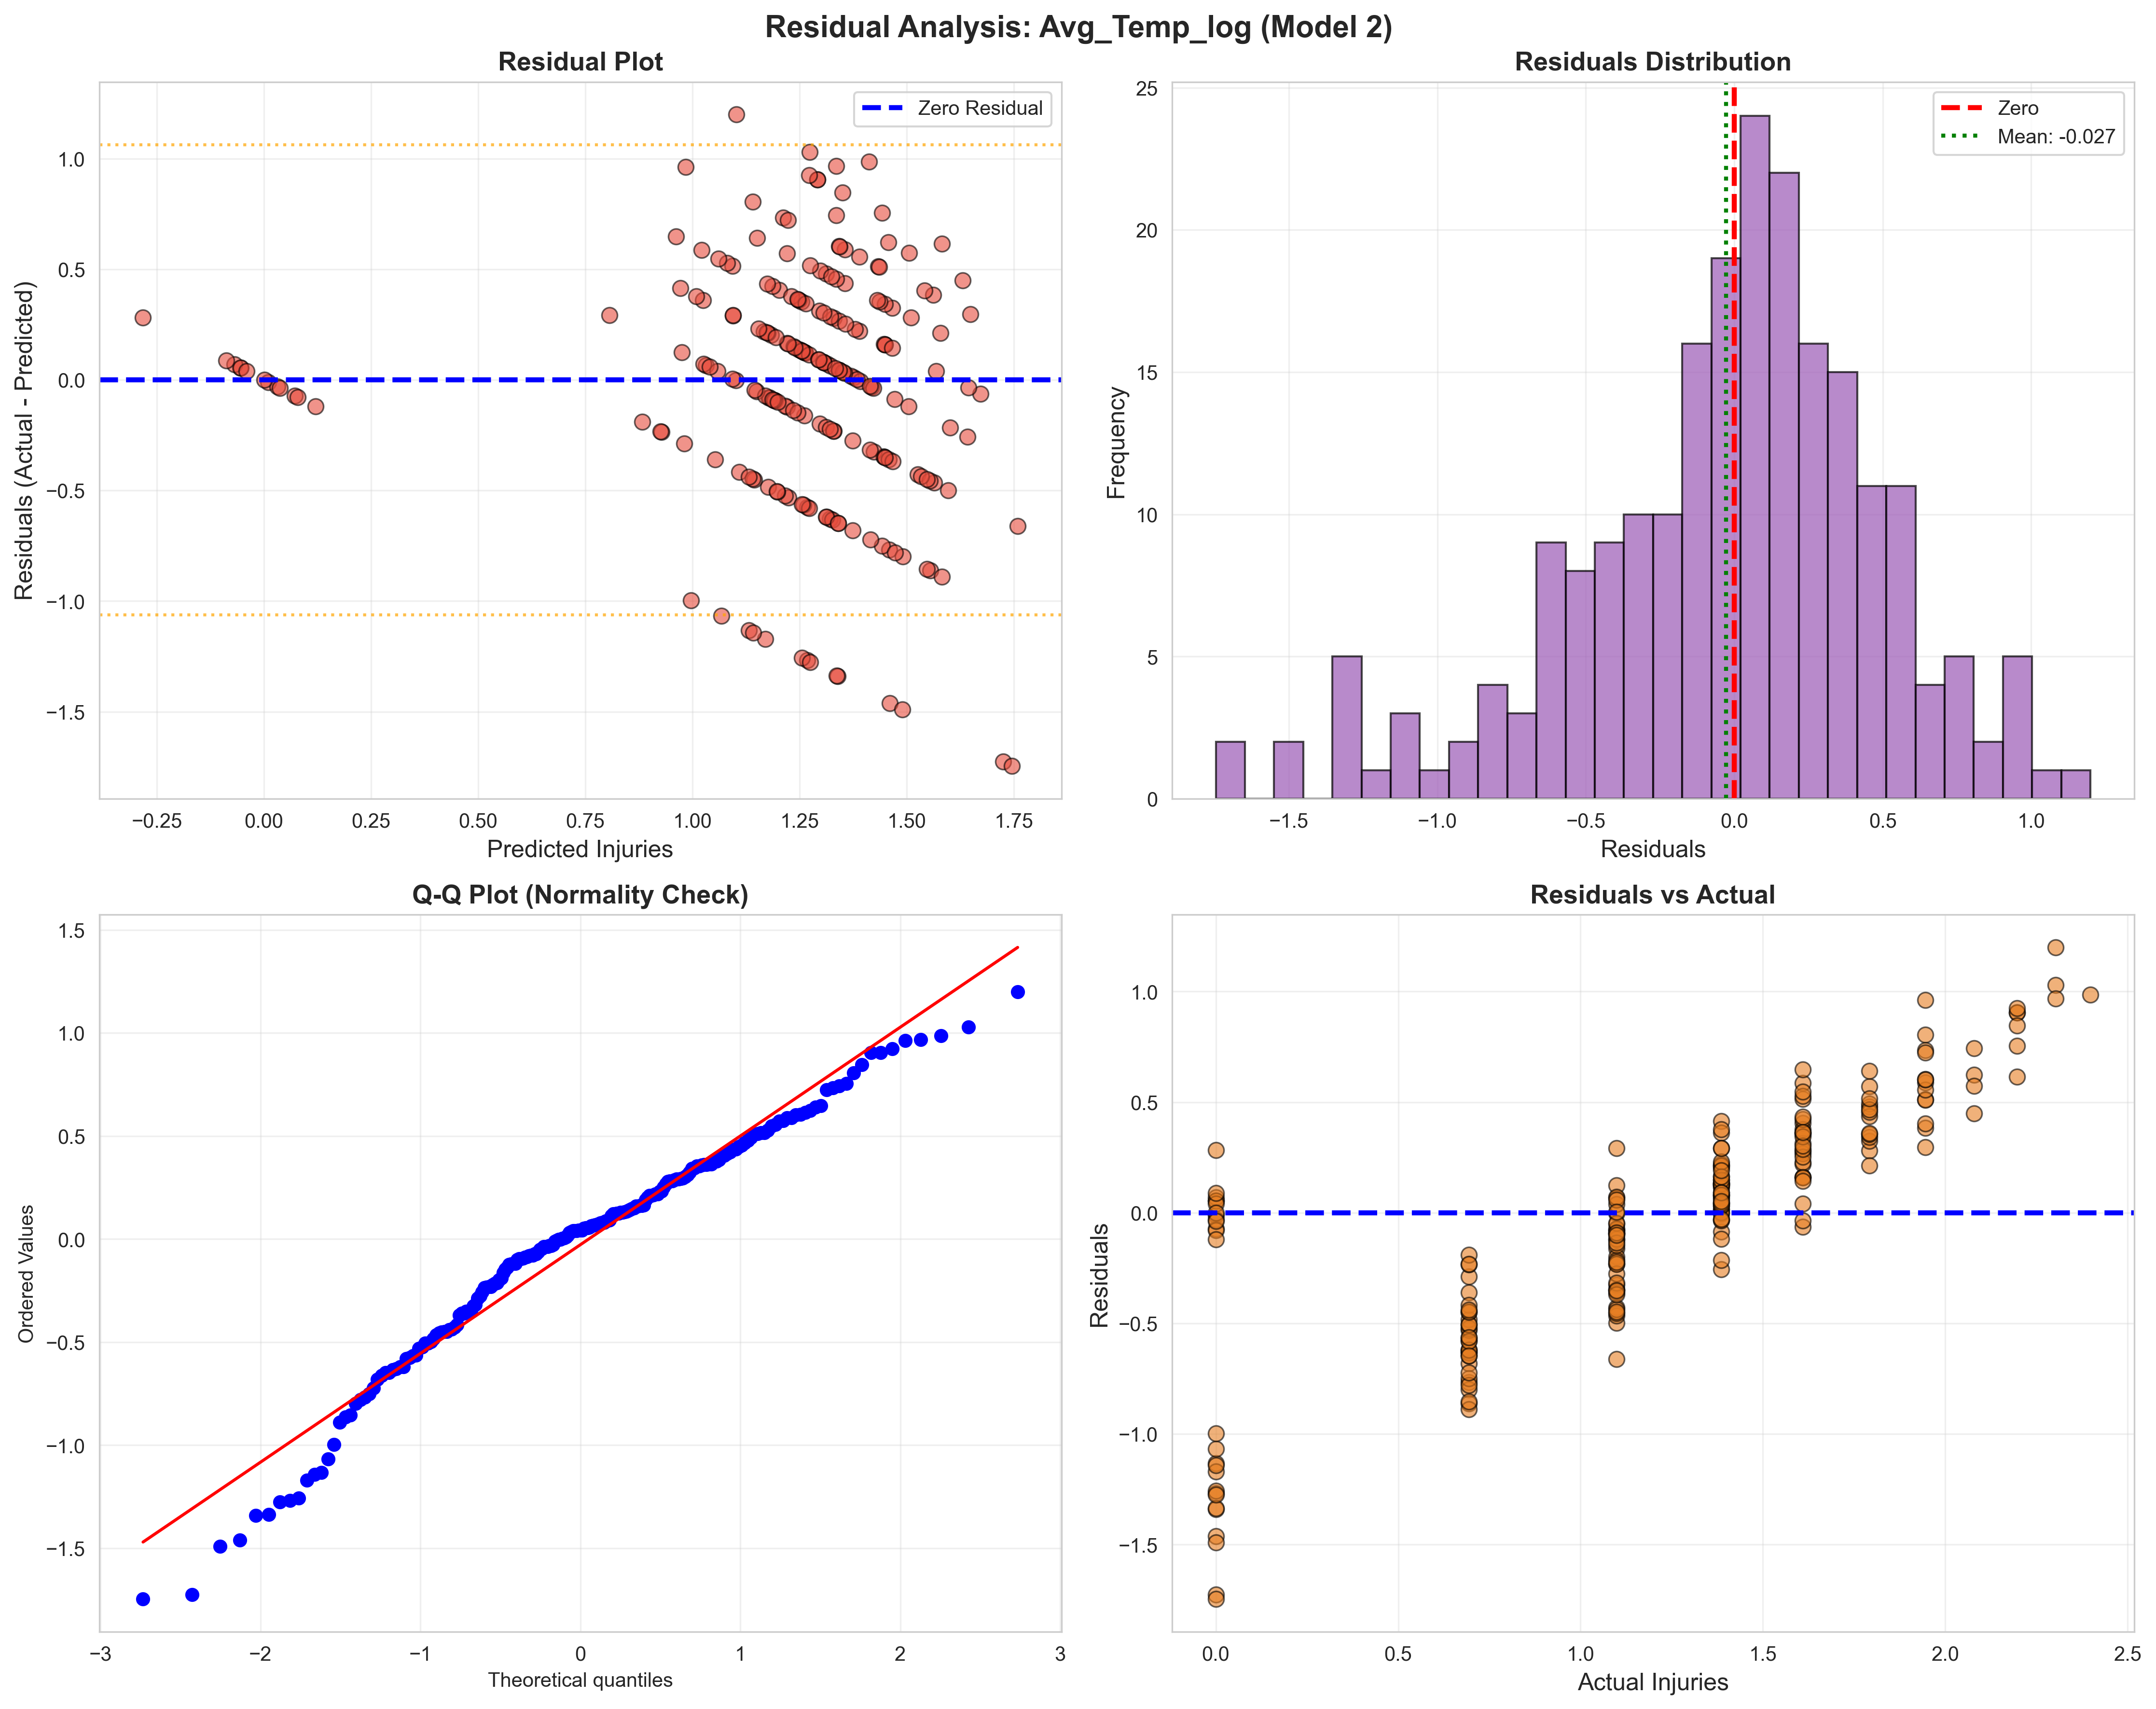 Residual Analysis: Avg_Temp_log (Model 2)
Residual Plot
Zero Residual
1.0
0.5
0.0
−0.5
−1.0
−1.5
Residuals (Actual - Predicted)
−0.25 0.00 0.25 0.50 0.75 1.00 1.25 1.50 1.75
Predicted Injuries
Residuals Distribution
Zero
Mean: -0.027
25
20
15
10
5
0
Frequency
−1.5 −1.0 −0.5 0.0 0.5 1.0
Residuals
Q-Q Plot (Normality Check)
1.5
1.0
0.5
0.0
−0.5
−1.0
−1.5
Ordered Values
−3 −2 −1 0 1 2 3
Theoretical quantiles
Residuals vs Actual
1.0
0.5
0.0
−0.5
−1.0
−1.5
Residuals
0.0 0.5 1.0 1.5 2.0 2.5
Actual Injuries